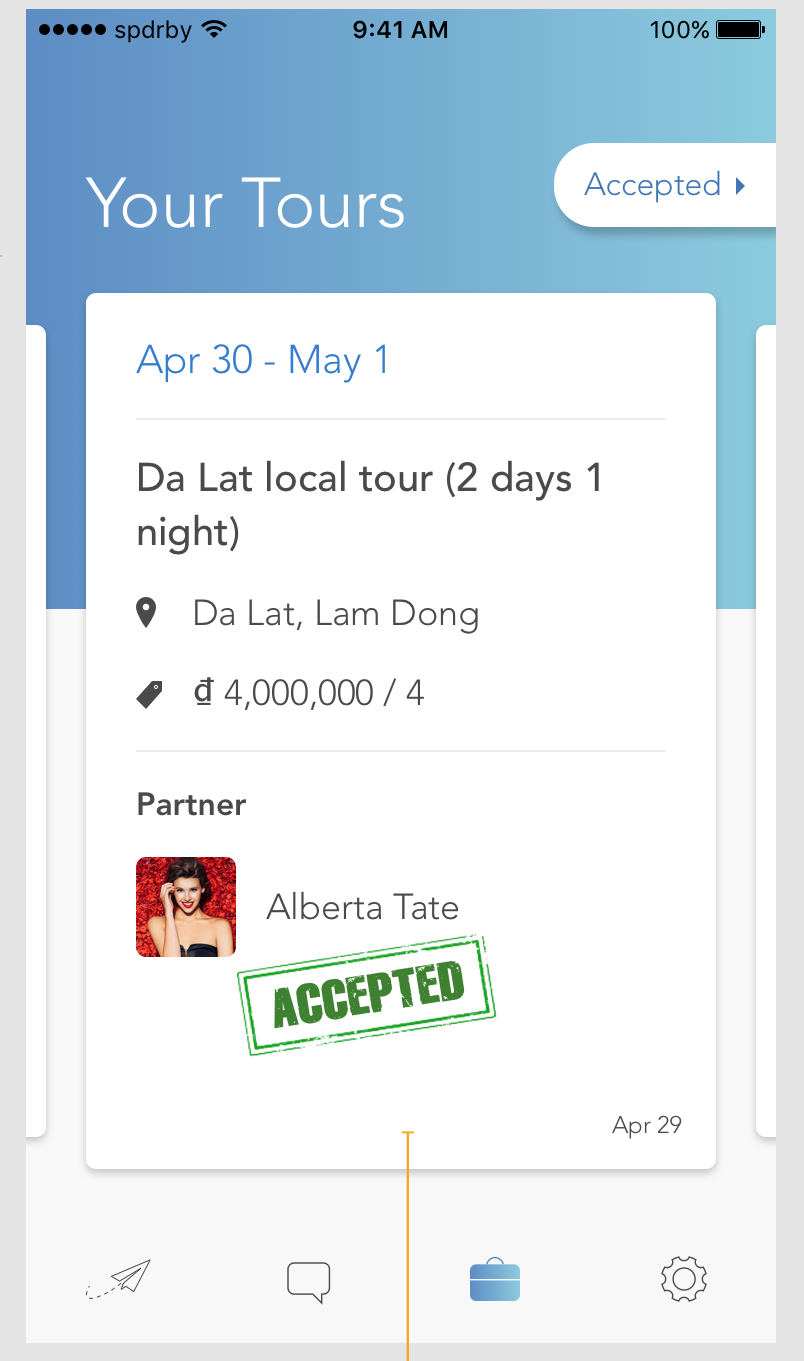 spdrby 9:41 AM 100%
Your Tours
Accepted
Apr 30 - May 1
Da Lat local tour (2 days 1
night)
Da Lat, Lam Dong
₫ 4,000,000 / 4
Partner
Alberta Tate
ACCEPTED
Apr 29